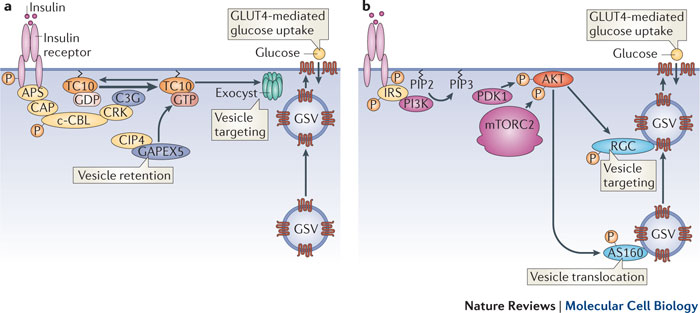 a
Insulin
Insulin
receptor
P
APS
CAP
P
c-CBL
CRK
C3G
TC10
GDP
TC10
GTP
CIP4
GAPEX5
Vesicle retention
Exocyst
Vesicle
targeting
GLUT4-mediated
glucose uptake
Glucose
GSV
GSV
b
P
IRS
P
PI3K
PIP2
PIP3
PDK1
P
AKT
P
mTORC2
GLUT4-mediated
glucose uptake
Glucose
GSV
RGC
P
Vesicle
targeting
P
AS160
GSV
Vesicle translocation
Nature Reviews | Molecular Cell Biology